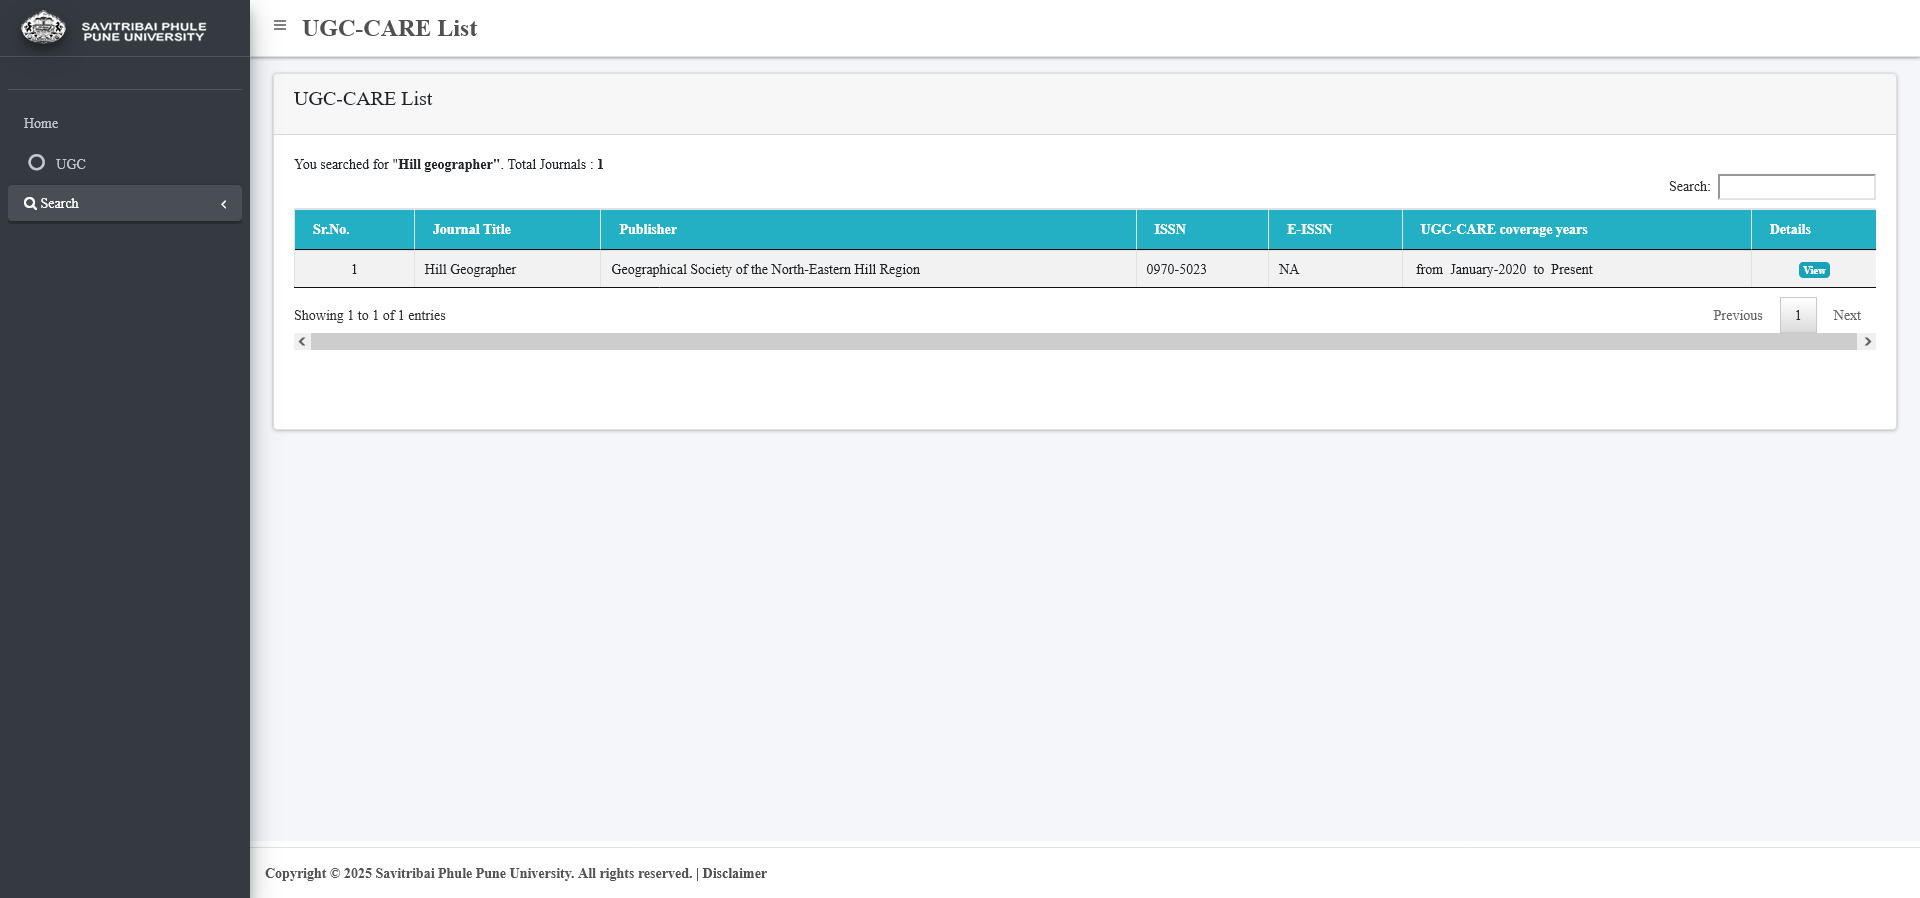 SAVITRIBAI PHULE
PUNE UNIVERSITY
UGC-CARE List
Home
UGC
Search
UGC-CARE List
You searched for "Hill geographer". Total Journals : 1
Search:
Sr.No. Journal Title Publisher ISSN E-ISSN UGC-CARE coverage years Details
1 Hill Geographer Geographical Society of the North-Eastern Hill Region 0970-5023 NA from January-2020 to Present View
Showing 1 to 1 of 1 entries Previous 1 Next
Copyright © 2025 Savitribai Phule Pune University. All rights reserved. | Disclaimer